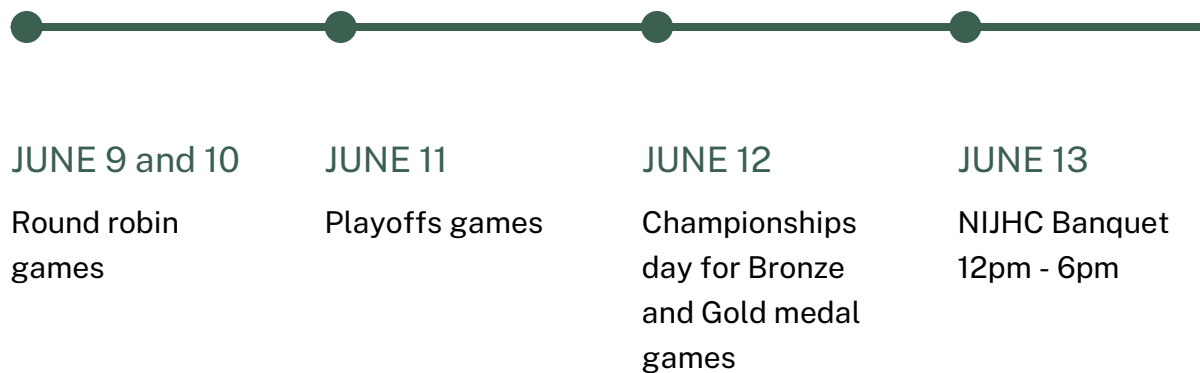 JUNE 9 and 10
Round robin
games
JUNE 11
Playoffs games
JUNE 12
Championships
day for Bronze
and Gold medal
games
JUNE 13
NIJHC Banquet
12pm - 6pm